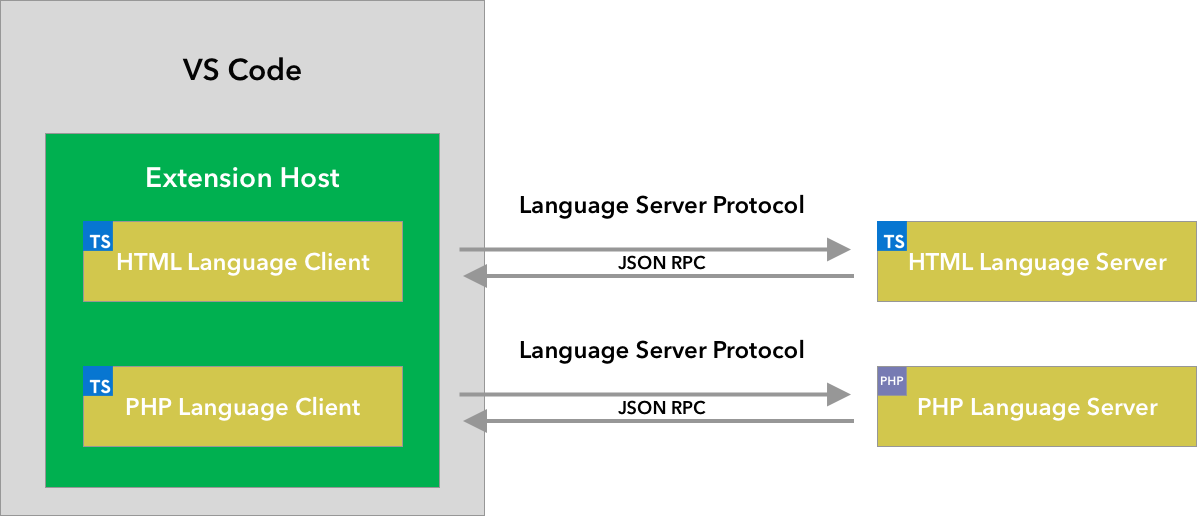 VS Code
Extension Host
TS
HTML Language Client
Language Server Protocol
JSON RPC
TS
HTML Language Server
TS
PHP Language Client
Language Server Protocol
JSON RPC
PHP
PHP Language Server